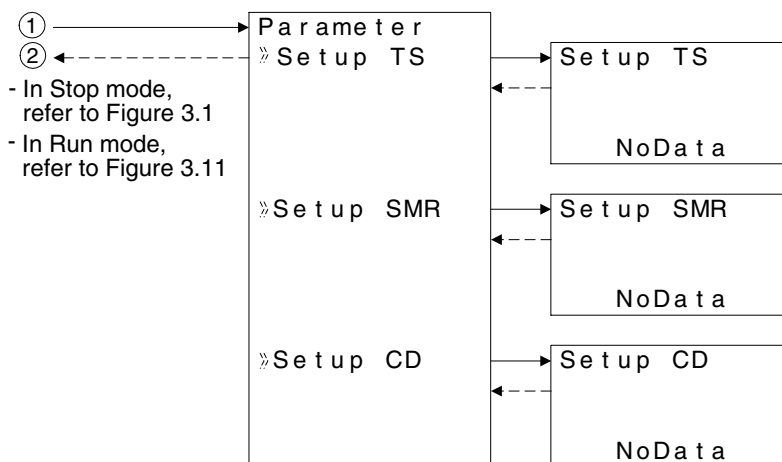 ①
②
- In Stop mode,
refer to Figure 3.1
- In Run mode,
refer to Figure 3.11
Parameter
»Setup TS
»Setup SMR
»Setup CD
Setup TS
NoData
Setup SMR
NoData
Setup CD
NoData